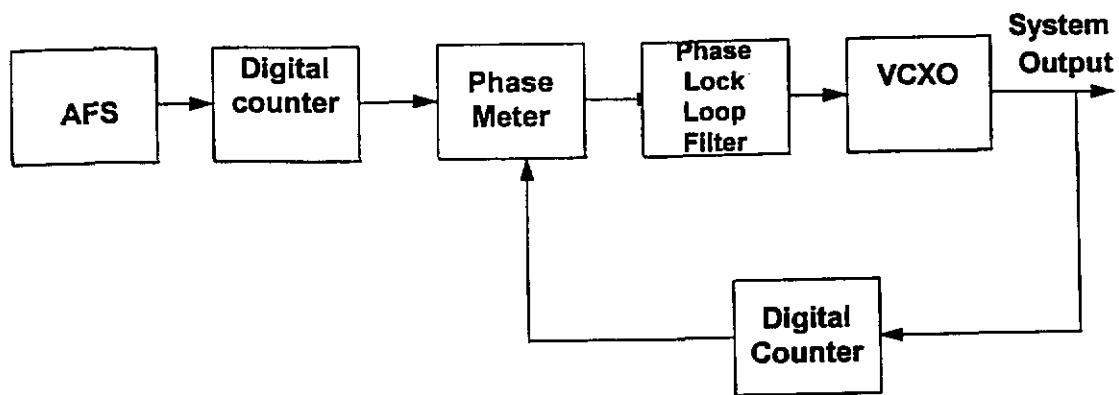 System
Output
AFS
Digital
counter
Phase
Meter
Phase
Lock
Loop
Filter
VCXO
Digital
Counter